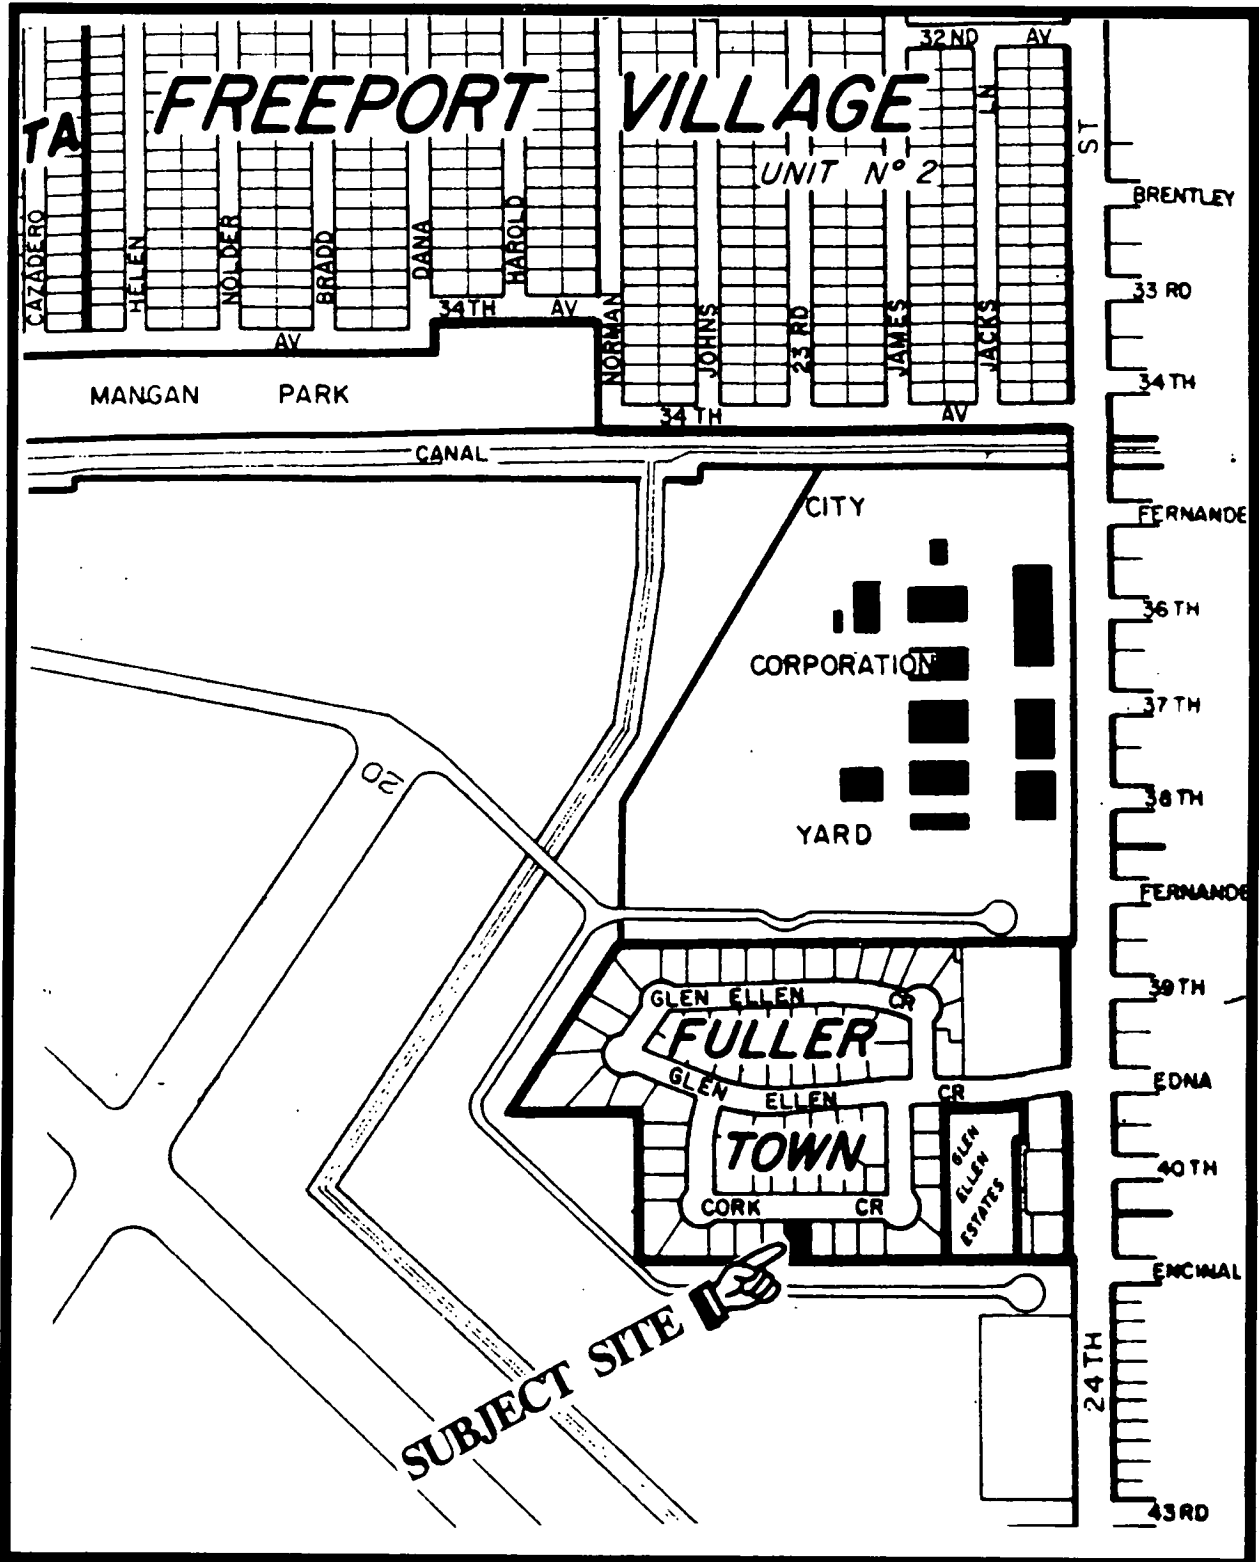 32ND AV
FREEPORT VILLAGE
TA
LN
ST
UNIT Nº 2
BRENTLEY
CAZADERO
HELEN
NOLDER
BRADD
DANA
HAROLD
33 RD
34TH AV
NORMAN
JOHNS
23 RD
JAMES
JACKS
AV
34TH
MANGAN PARK
34 TH AV
CANAL
CITY
FERNANDE
36TH
CORPORATION
37TH
20
38TH
YARD
FERNANDE
39TH
GLEN ELLEN CR
FULLER
GLEN ELLEN CR
EDNA
TOWN
GLEN
ELLEN
ESTATES
40TH
CORK CR
ENCINAL
SUBJECT SITE
24TH
43RD